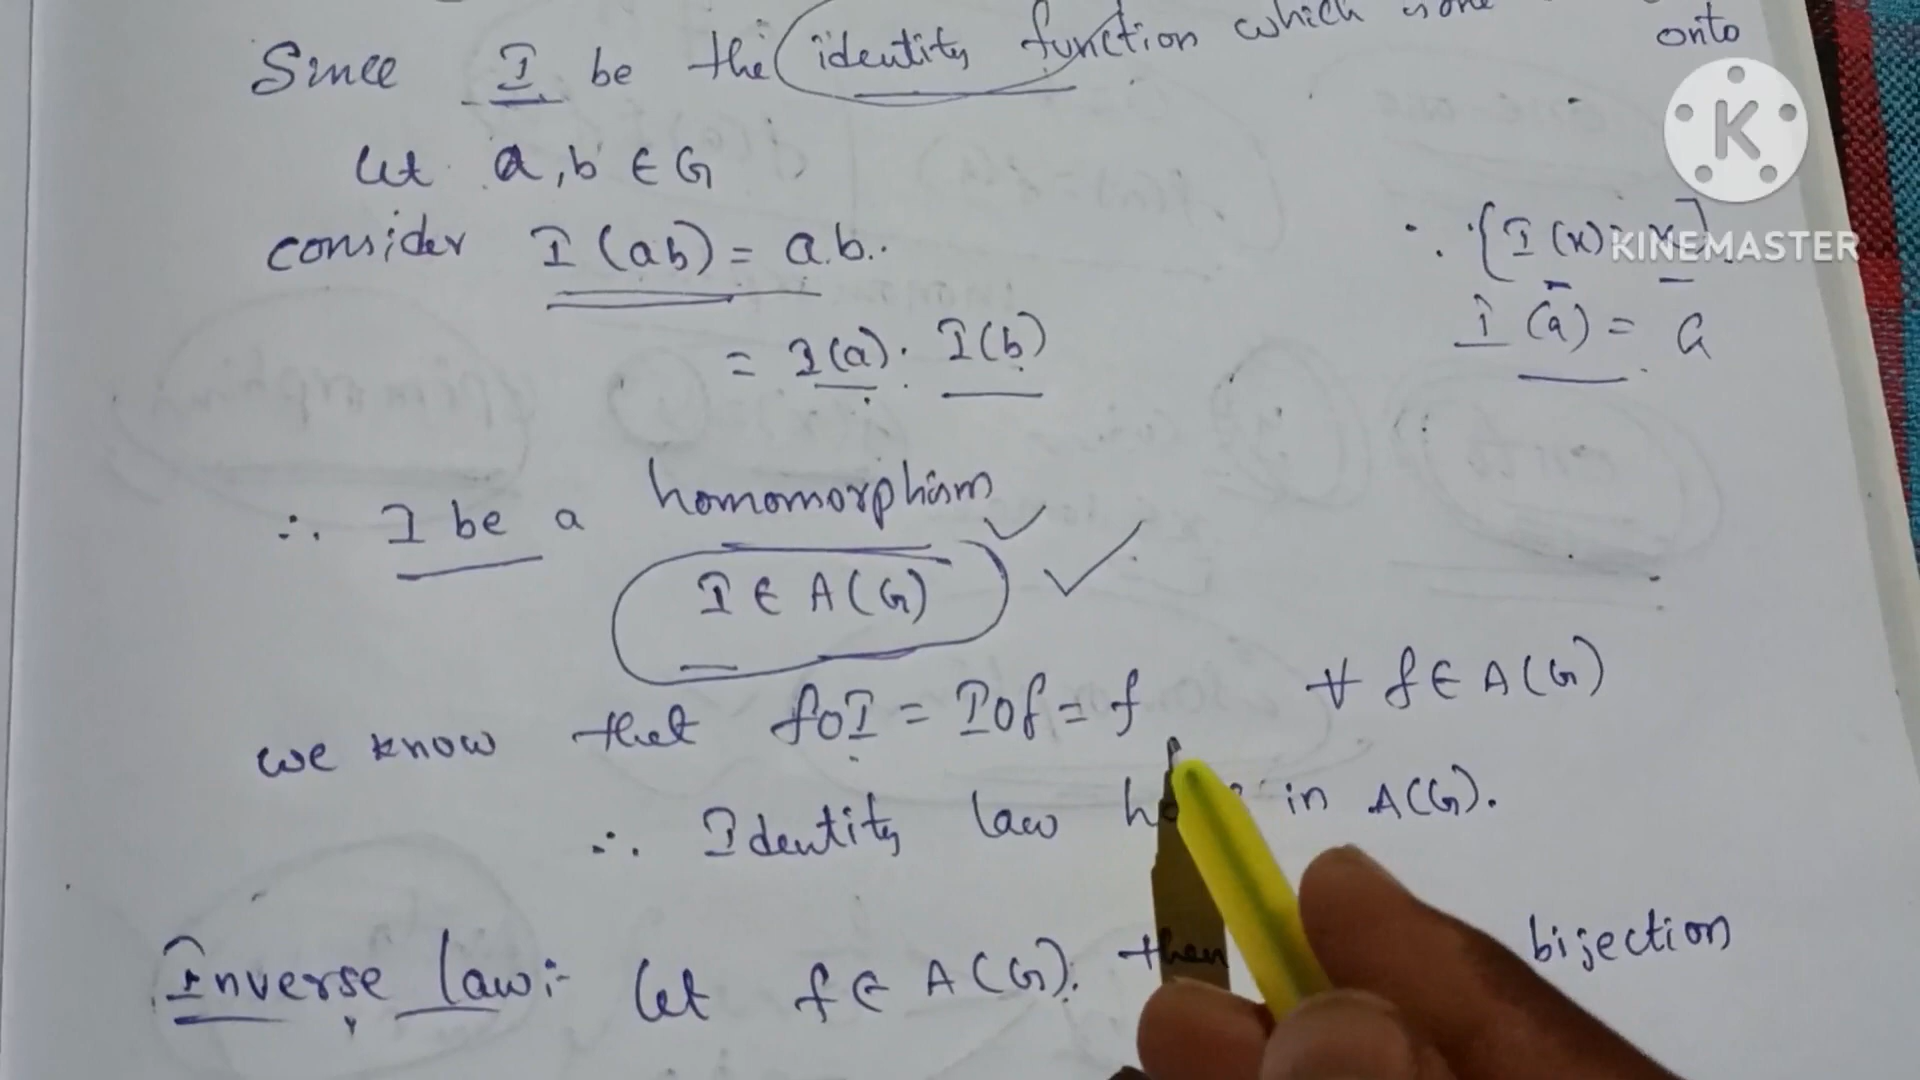 Since I be the identity function which is one
onto
Let a,b ∈ G
consider I (ab) = a.b.
∴ {I (x) = x}
KINEMASTER
= I(a). I(b)
I (a) = a
∴ I be a homomorphism
I ∈ A(G)
we know that foI = Iof = f ∀ f ∈ A(G)
∴ Identity law in A(G).
Inverse law:- Let f ∈ A(G). then bijection